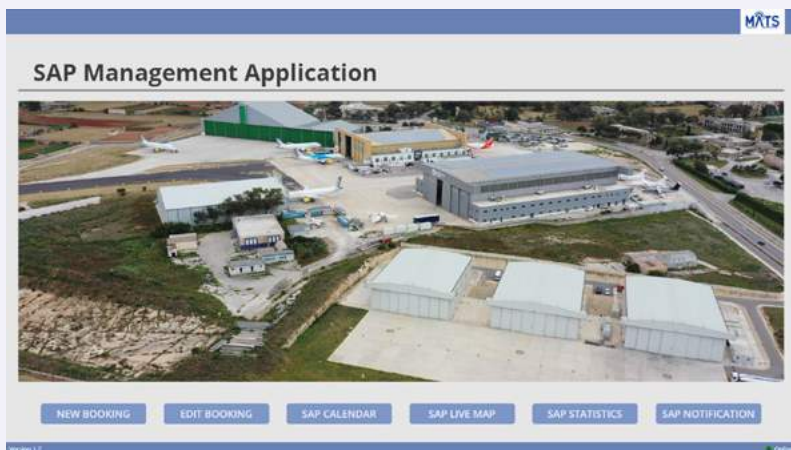 MATS
SAP Management Application
NEW BOOKING
EDIT BOOKING
SAP CALENDAR
SAP LIVE MAP
SAP STATISTICS
SAP NOTIFICATION